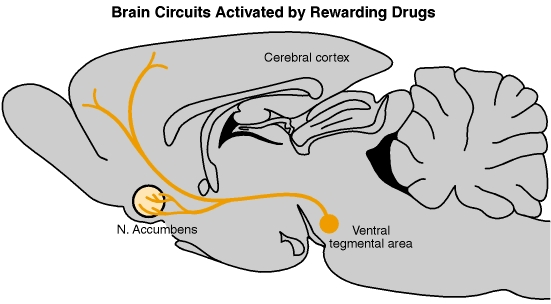 Brain Circuits Activated by Rewarding Drugs
Cerebral cortex
N. Accumbens
Ventral
tegmental area